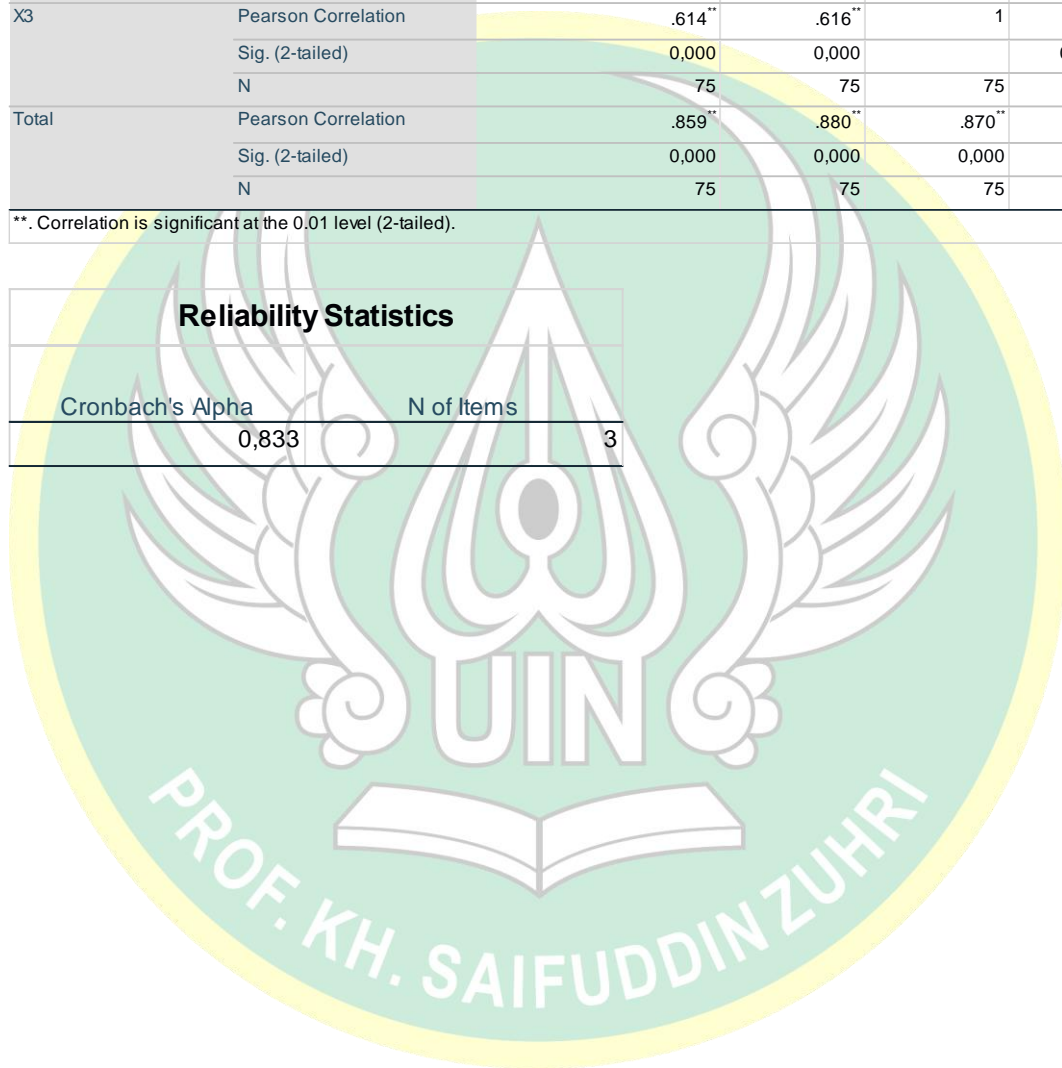 X3 Pearson Correlation .614** .616** 1
Sig. (2-tailed) 0,000 0,000
N 75 75 75
Total Pearson Correlation .859** .880** .870**
Sig. (2-tailed) 0,000 0,000 0,000
N 75 75 75
**. Correlation is significant at the 0.01 level (2-tailed).
Reliability Statistics
Cronbach's Alpha N of Items
0,833 3
UIN
PROF. KH. SAIFUDDIN ZUHRI